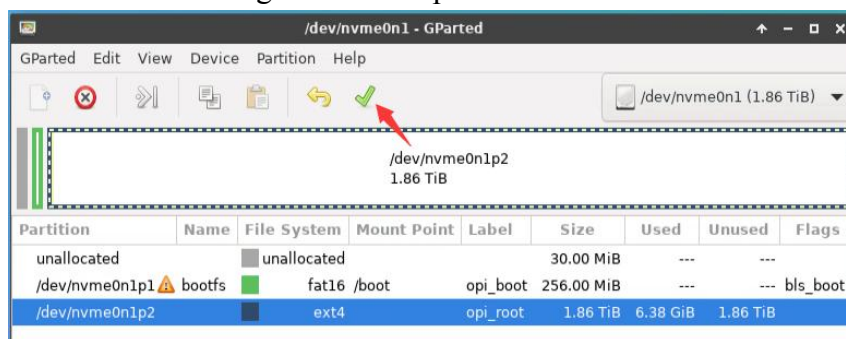 /dev/nvme0n1 - GParted
GParted Edit View Device Partition Help
/dev/nvme0n1 (1.86 TiB)
/dev/nvme0n1p2
1.86 TiB
Partition Name File System Mount Point Label Size Used Unused Flags
unallocated unallocated 30.00 MiB --- ---
/dev/nvme0n1p1 bootfs fat16 /boot opi_boot 256.00 MiB --- --- bls_boot
/dev/nvme0n1p2 ext4 opi_root 1.86 TiB 6.38 GiB 1.86 TiB